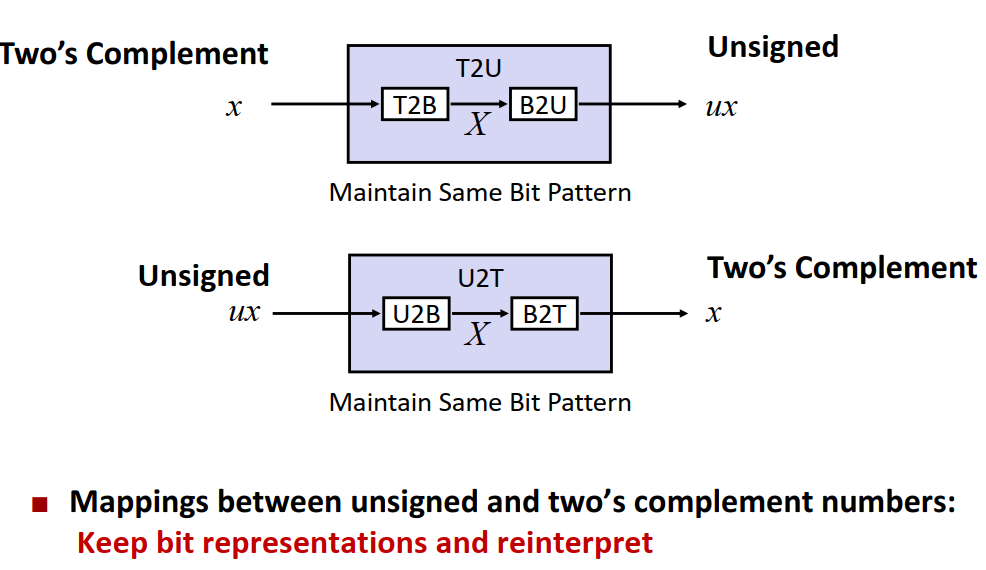 Two's Complement
Unsigned
T2U
x
T2B
B2U
ux
X
Maintain Same Bit Pattern
Unsigned
Two's Complement
U2T
ux
U2B
B2T
x
X
Maintain Same Bit Pattern
Mappings between unsigned and two's complement numbers:
Keep bit representations and reinterpret